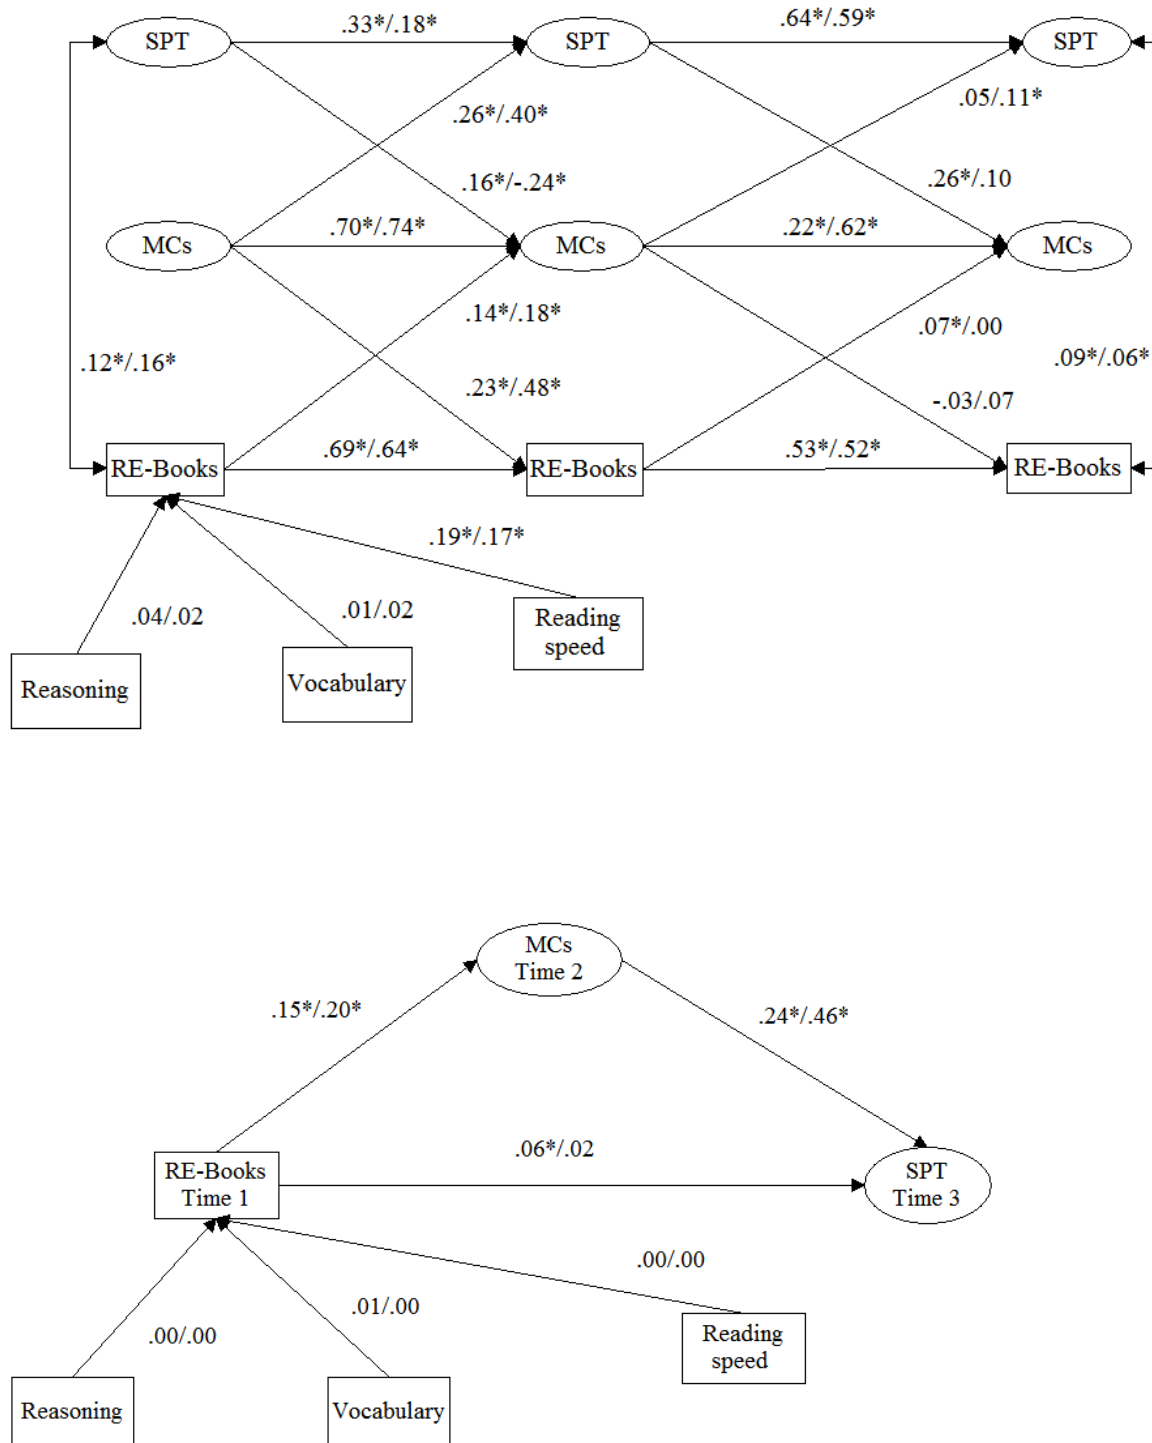 .33*/.18*
.64*/.59*
SPT
SPT
SPT
.05/.11*
.26*/.40*
.16*/-.24*
.26*/.10
.70*/.74*
.22*/.62*
MCs
MCs
MCs
.14*/.18*
.07*/.00
.12*/.16*
.09*/.06*
.23*/.48*
-.03/.07
.69*/.64*
.53*/.52*
RE-Books
RE-Books
RE-Books
.19*/.17*
.04/.02
.01/.02
Reading
speed
Reasoning
Vocabulary
MCs
Time 2
.15*/.20*
.24*/.46*
.06*/.02
RE-Books
Time 1
SPT
Time 3
.00/.00
.01/.00
.00/.00
Reading
speed
Reasoning
Vocabulary